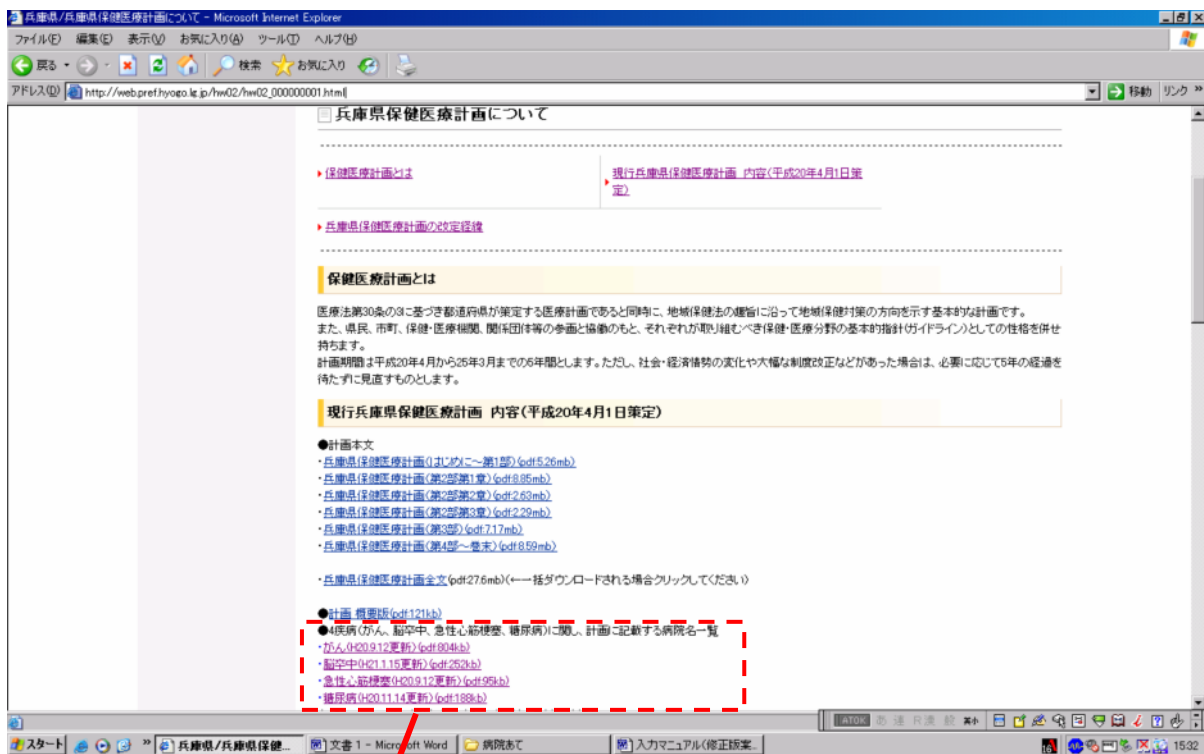 兵庫県/兵庫県保健医療計画について - Microsoft Internet Explorer
ファイル(F) 編集(E) 表示(V) お気に入り(A) ツール(T) ヘルプ(H)
戻る 検索 お気に入り
アドレス(D) http://web.pref.hyogo.lg.jp/hw02/hw02_000000001.html 移動 リンク »
兵庫県保健医療計画について
保健医療計画とは
現行兵庫県保健医療計画 内容(平成20年4月1日策
定)
兵庫県保健医療計画の改定経緯
保健医療計画とは
医療法第30条の3に基づき都道府県が策定する医療計画であると同時に、地域保健法の趣旨に沿って地域保健対策の方向を示す基本的な計画です。
また、県民、市町、保健・医療機関、関係団体等の参画と協働のもと、それぞれが取り組むべき保健・医療分野の基本的指針(ガイドライン)としての性格を併せ
持ちます。
計画期間は平成20年4月から25年3月までの5年間とします。ただし、社会・経済情勢の変化や大幅な制度改正などがあった場合は、必要に応じて5年の経過を
待たずに見直すものとします。
現行兵庫県保健医療計画 内容(平成20年4月1日策定)
●計画本文
・兵庫県保健医療計画(はじめに～第1部)(pdf:5.26mb)
・兵庫県保健医療計画(第2部第1章)(pdf:8.85mb)
・兵庫県保健医療計画(第2部第2章)(pdf:2.63mb)
・兵庫県保健医療計画(第2部第3章)(pdf:2.29mb)
・兵庫県保健医療計画(第3部)(pdf:7.17mb)
・兵庫県保健医療計画(第4部～巻末)(pdf:8.59mb)
・兵庫県保健医療計画全文(pdf:27.6mb)(←一括ダウンロードされる場合クリックしてください)
●計画 概要版(pdf:121kb)
●4疾病(がん、脳卒中、急性心筋梗塞、糖尿病)に関し、計画に記載する病院名一覧
・がん(H20.9.12更新)(pdf:804kb)
・脳卒中(H21.1.15更新)(pdf:252kb)
・急性心筋梗塞(H20.9.12更新)(pdf:95kb)
・糖尿病(H20.11.14更新)(pdf:188kb)
ATOK あ 連 R漢
スタート » 兵庫県/兵庫県保健... 文書 1 - Microsoft Word 病院あて 入力マニュアル(修正版案... 15:32